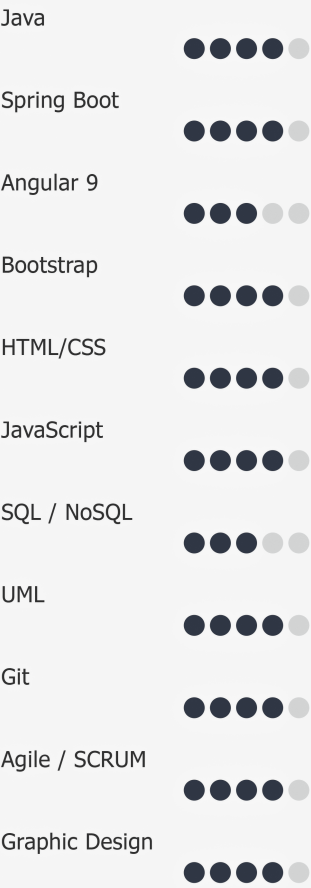 Java
Spring Boot
Angular 9
Bootstrap
HTML/CSS
JavaScript
SQL / NoSQL
UML
Git
Agile / SCRUM
Graphic Design